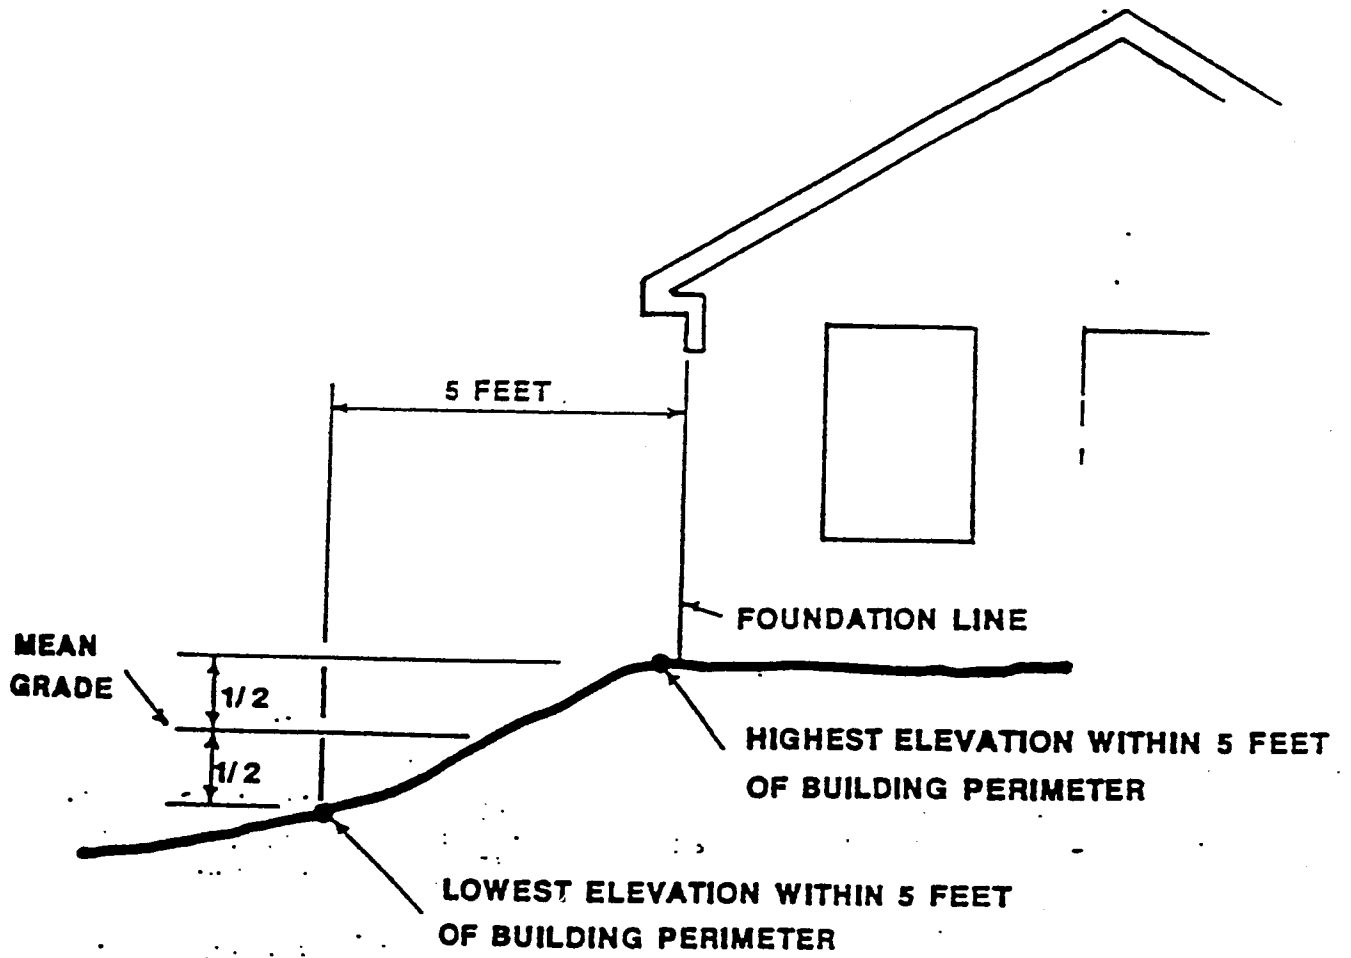 5 FEET
FOUNDATION LINE
MEAN
GRADE
1/2
1/2
HIGHEST ELEVATION WITHIN 5 FEET
OF BUILDING PERIMETER
LOWEST ELEVATION WITHIN 5 FEET
OF BUILDING PERIMETER